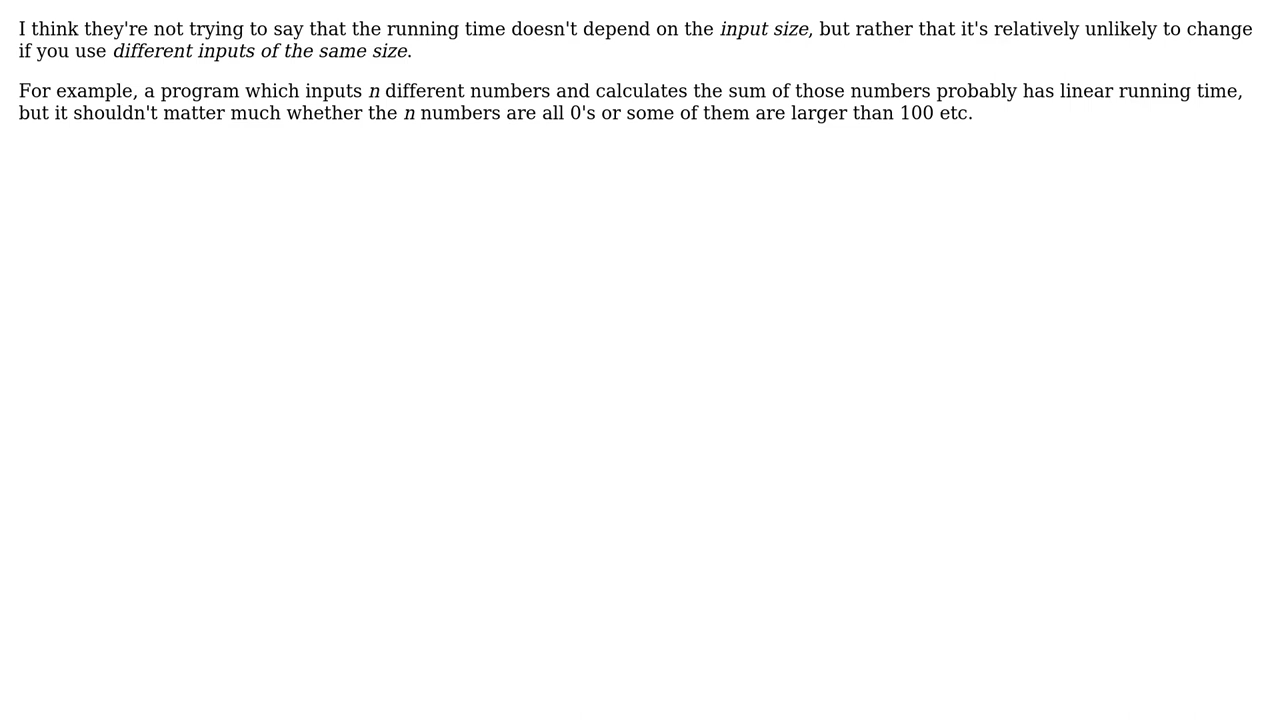 I think they're not trying to say that the running time doesn't depend on the input size, but rather that it's relatively unlikely to change
if you use different inputs of the same size.
For example, a program which inputs n different numbers and calculates the sum of those numbers probably has linear running time,
but it shouldn't matter much whether the n numbers are all 0's or some of them are larger than 100 etc.